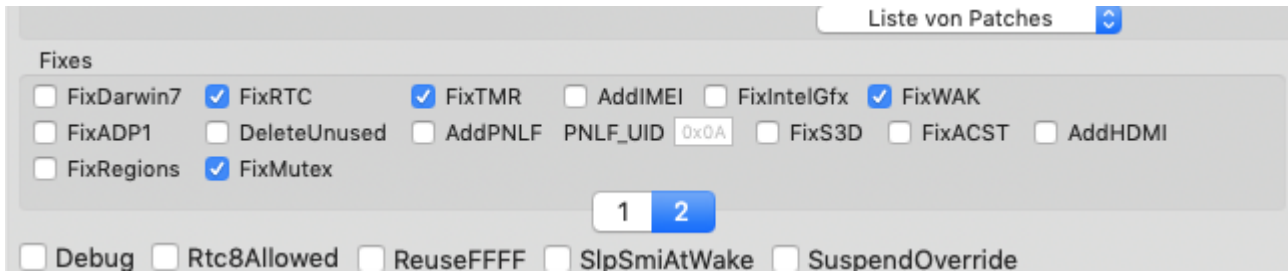 Liste von Patches
Fixes
FixDarwin7 FixRTC FixTMR AddIMEI FixIntelGfx FixWAK
FixADP1 DeleteUnused AddPNLF PNLF_UID 0x0A FixS3D FixACST AddHDMI
FixRegions FixMutex
1 2
Debug Rtc8Allowed ReuseFFFF SlpSmiAtWake SuspendOverride